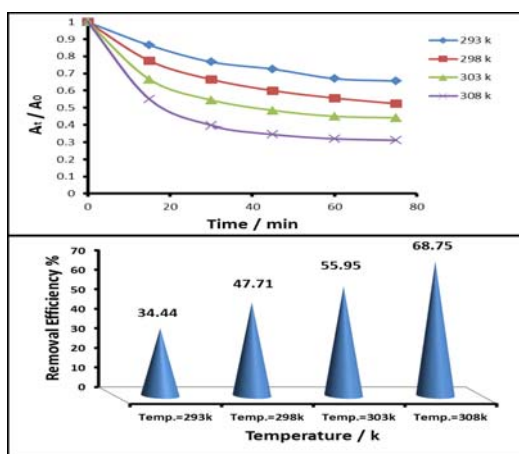 1
0.9
0.8
0.7
0.6
0.5
0.4
0.3
0.2
0.1
0
At / A0
0 20 40 60 80
Time / min
293 k
298 k
303 k
308 k
70
60
50
40
30
20
10
0
Removal Efficiency %
34.44
47.71
55.95
68.75
Temp.=293k Temp.=298k Temp.=303k Temp.=308k
Temperature / k